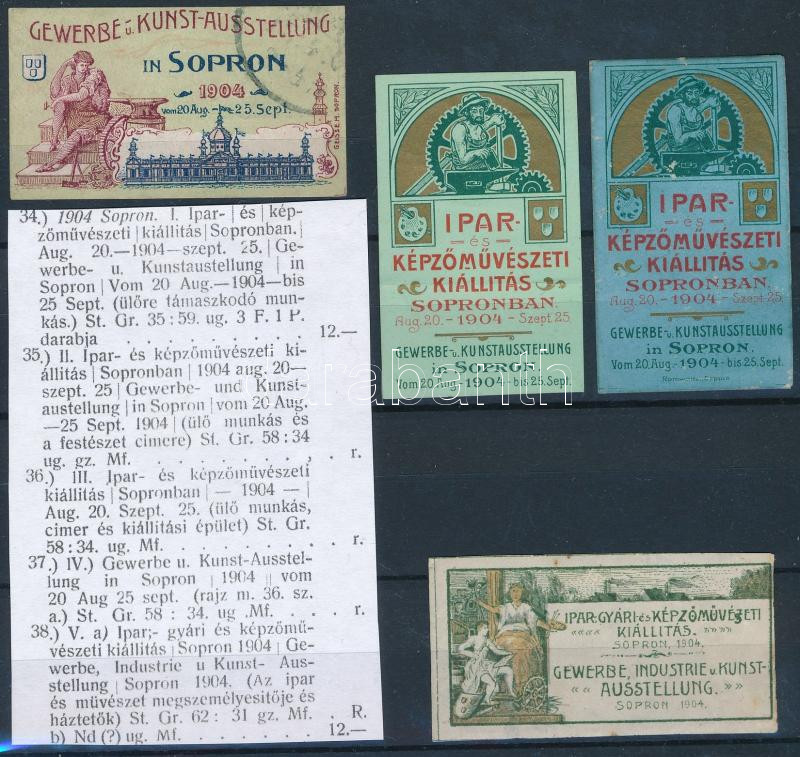 GEWERBE u. KUNST-AUSSTELLUNG
IN SOPRON
1904
vom 20 Aug.- 25. Sept.
34.) 1904 Sopron. I. Ipar- | és | kép-
zőművészeti | kiállitás | Sopronban.
Aug. 20.—1904—szept. 25. | Ge-
werbe- u. Kunstaustellung | in
Sopron | Vom 20 Aug.—1904—bis
25 Sept. (ülőre támaszkodó mun-
kás.) St. Gr. 35 : 59. ug. 3 F. 1 P.
darabja . . . . . . . 12.—
35.) II. Ipar- és képzőművészeti ki-
állitás | Sopronban | 1904 aug. 20—
szept. 25 | Gewerbe- und Kunst-
austellung | in Sopron | vom 20 Aug.
—25 Sept. 1904 | (ülő munkás és
a festészet cimere) St. Gr. 58 : 34
ug. gz. Mf. . . . . . . , . r.
36.) III. Ipar- és képzőművészeti
kiállitás | Sopronban | — 1904 — |
Aug. 20. Szept. 25. (ülő munkás,
cimer és kiállitási épület) St. Gr.
58 : 34. ug. Mf. . . . . . . . r.
37.) IV.) Gewerbe u. Kunst-Ausstel-
lung in Sopron | 1904 | vom
20 Aug 25 sept. (rajz m. 36. sz.
a.) St. Gr. 58 : 34. ug .Mf. . . r.
38.) V. a) Ipar;- gyári és képzőmű-
vészeti kiállitás | Sopron 1904 | Ge-
werbe, Industrie u Kunst- Aus-
stellung | Sopron 1904. (Az ipar
és művészet megszemélyesitője és
háztetők) St. Gr. 62 : 31 gz. Mf. . R.
b) Nd (?) ug. Mf. . . . . . 12.—
IPAR-
és
KÉPZŐMŰVÉSZETI
KIÁLLITÁS
SOPRONBAN.
Aug. 20. - 1904 - Szept. 25.
GEWERBE- u. KUNSTAUSSTELLUNG
in SOPRON.
Vom 20 Aug. - 1904 - bis 25. Sept.
IPAR-
és
KÉPZŐMŰVÉSZETI
KIÁLLITÁS
SOPRONBAN.
Aug. 20. - 1904 - Szept. 25.
GEWERBE- u. KUNSTAUSSTELLUNG
in SOPRON.
Vom 20 Aug. - 1904 - bis 25. Sept.
IPAR-GYÁRI-és KÉPZŐMŰVÉSZETI
KIÁLLITÁS.
SOPRON, 1904.
GEWERBE, INDUSTRIE u. KUNST-
«« AUSSTELLUNG. »»
SOPRON 1904.
darabanth